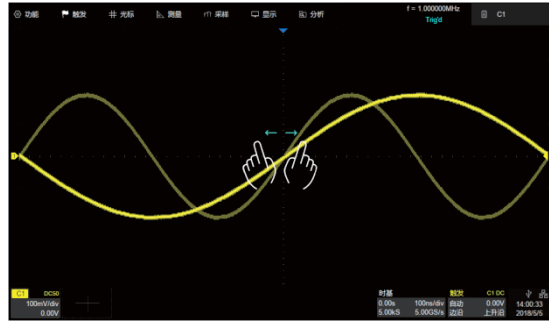 功能 触发 光标 测量 采样 显示 分析 f = 1.000000MHz C1
Trig'd
C1 DC50
100mV/div
0.00V
时基
0.00s 100ns/div
5.00kS 5.00GS/s
触发 C1 DC
自动 0.00V
边沿 上升沿
14:00:33
2018/5/5